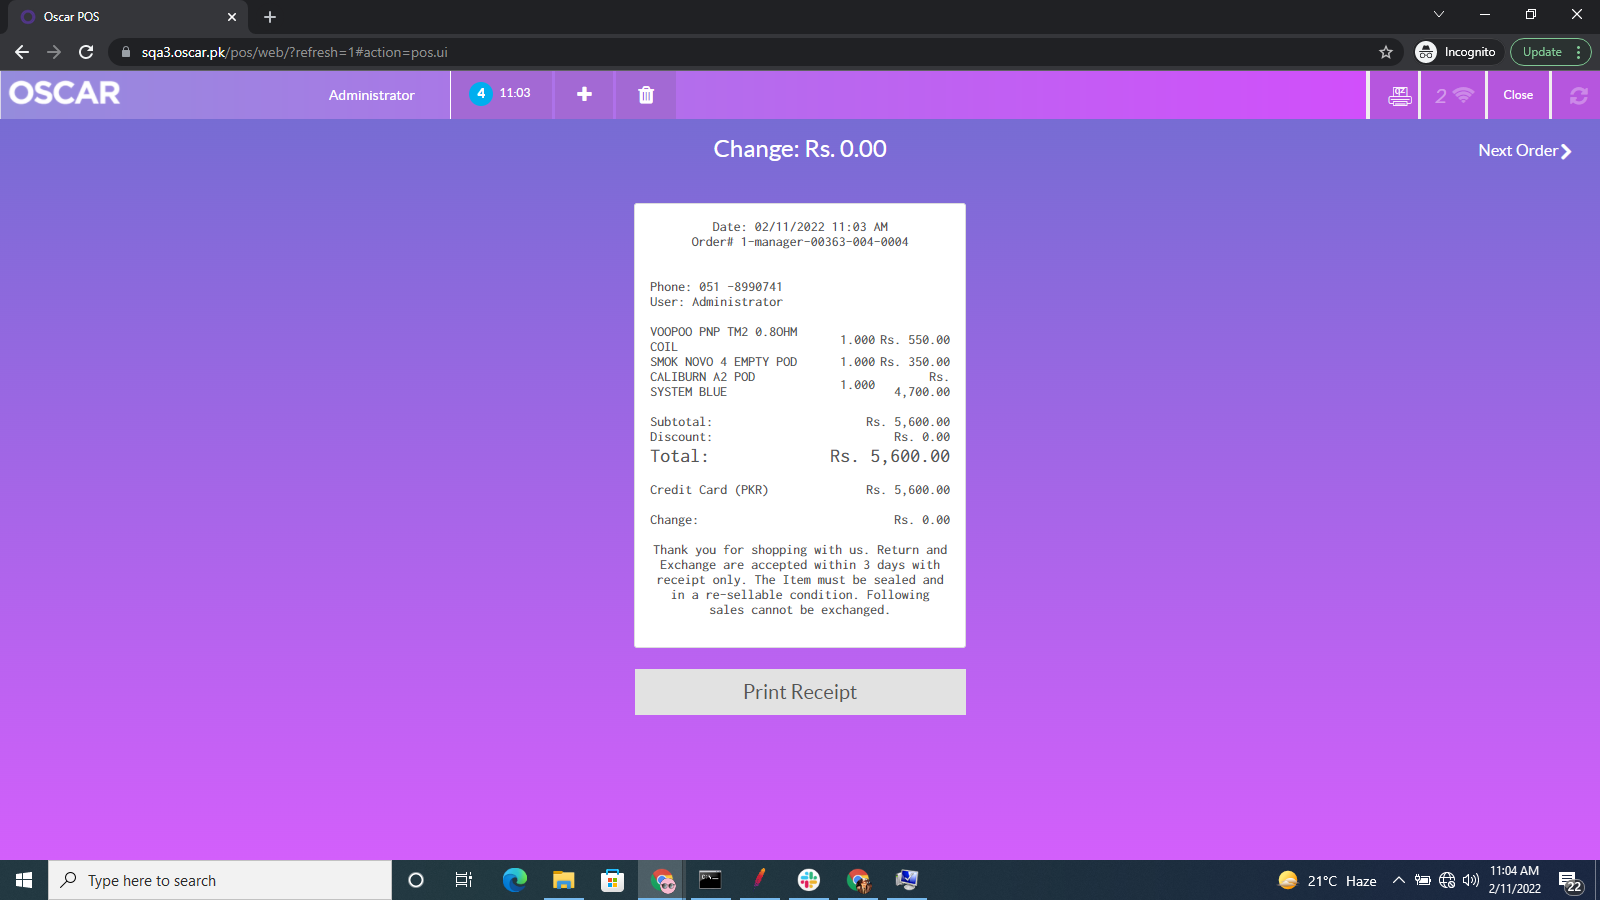 Oscar POS
sqa3.oscar.pk/pos/web/?refresh=1#action=pos.ui
Incognito
Update
OSCAR
Administrator
4 11:03
2
Close
Change: Rs. 0.00
Next Order
Date: 02/11/2022 11:03 AM
Order# 1-manager-00363-004-0004
Phone: 051 -8990741
User: Administrator
VOOPOO PNP TM2 0.8OHM COIL 1.000 Rs. 550.00
SMOK NOVO 4 EMPTY POD 1.000 Rs. 350.00
CALIBURN A2 POD SYSTEM BLUE 1.000 Rs. 4,700.00
Subtotal: Rs. 5,600.00
Discount: Rs. 0.00
Total: Rs. 5,600.00
Credit Card (PKR) Rs. 5,600.00
Change: Rs. 0.00
Thank you for shopping with us. Return and
Exchange are accepted within 3 days with
receipt only. The Item must be sealed and
in a re-sellable condition. Following
sales cannot be exchanged.
Print Receipt
Type here to search
21°C Haze
11:04 AM
2/11/2022
22